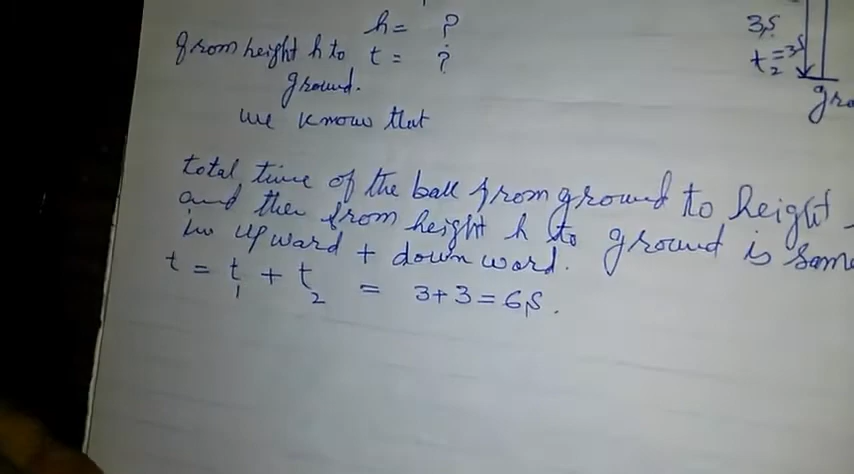 h = ?
from height h to t = ?
ground.
we know that
total time of the ball from ground to height
and then from height h to ground is same
in upward + downward.
t = t1 + t2 = 3+3 = 6s.
3s
t2 = 3s
gro